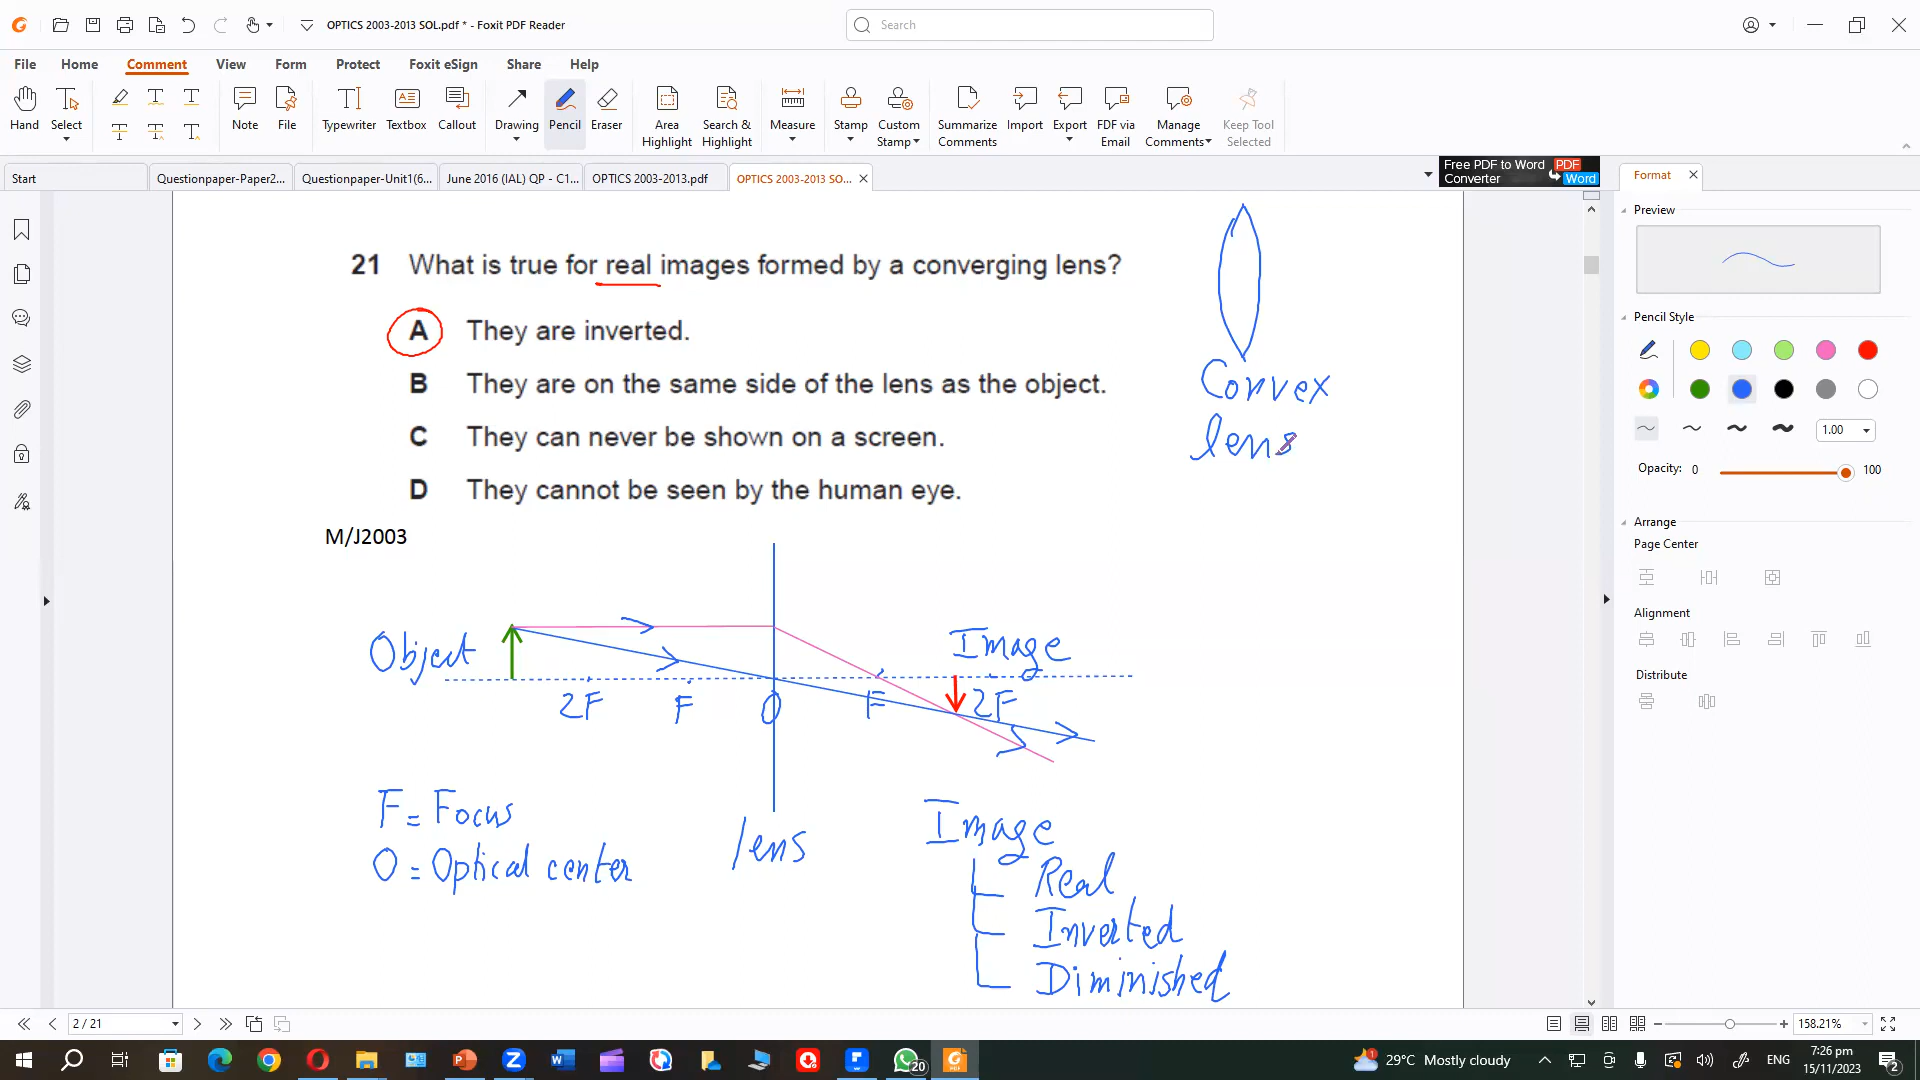 OPTICS 2003-2013 SOL.pdf * - Foxit PDF Reader
Search
File Home Comment View Form Protect Foxit eSign Share Help
Hand Select Note File Typewriter Textbox Callout Drawing Pencil Eraser Area Highlight Search & Highlight Measure Stamp Custom Stamp Summarize Comments Import Export FDF via Email Manage Comments Keep Tool Selected
Start Questionpaper-Paper2... Questionpaper-Unit1(6... June 2016 (IAL) QP - C1... OPTICS 2003-2013.pdf OPTICS 2003-2013 SO...
Free PDF to Word Converter PDF Word
Format
Preview
Pencil Style
1.00
Opacity: 0 100
Arrange
Page Center
Alignment
Distribute
21 What is true for real images formed by a converging lens?
A They are inverted.
B They are on the same side of the lens as the object.
C They can never be shown on a screen.
D They cannot be seen by the human eye.
M/J2003
Convex
lens
Object
Image
2F F O F 2F
F = Focus
O = Optical center
lens
Image
Real
Inverted
Diminished
2 / 21
158.21%
29°C Mostly cloudy
20
ENG
7:26 pm
15/11/2023
2